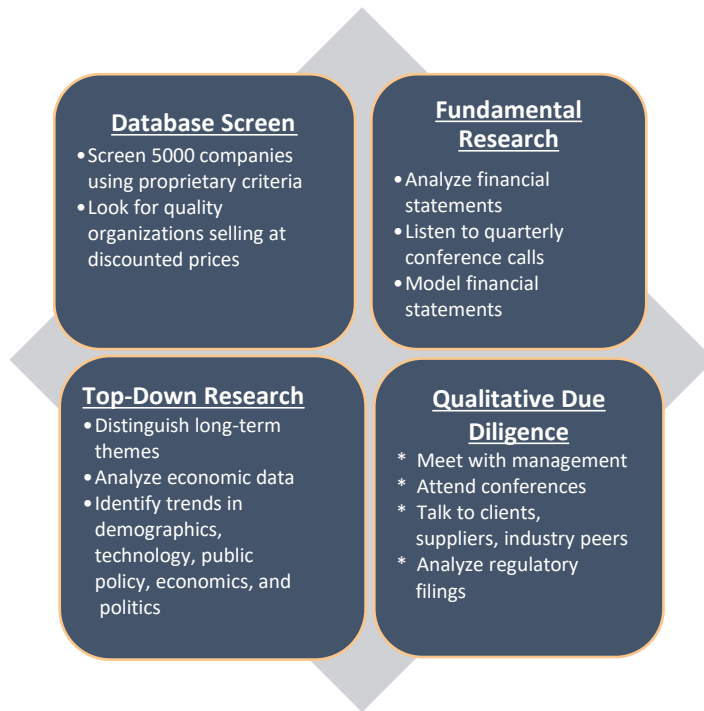 Database Screen
•Screen 5000 companies
using proprietary criteria
•Look for quality
organizations selling at
discounted prices
Fundamental
Research
•Analyze financial
statements
•Listen to quarterly
conference calls
•Model financial
statements
Top-Down Research
•Distinguish long-term
themes
•Analyze economic data
•Identify trends in
demographics,
technology, public
policy, economics, and
politics
Qualitative Due
Diligence
* Meet with management
* Attend conferences
* Talk to clients,
suppliers, industry peers
* Analyze regulatory
filings